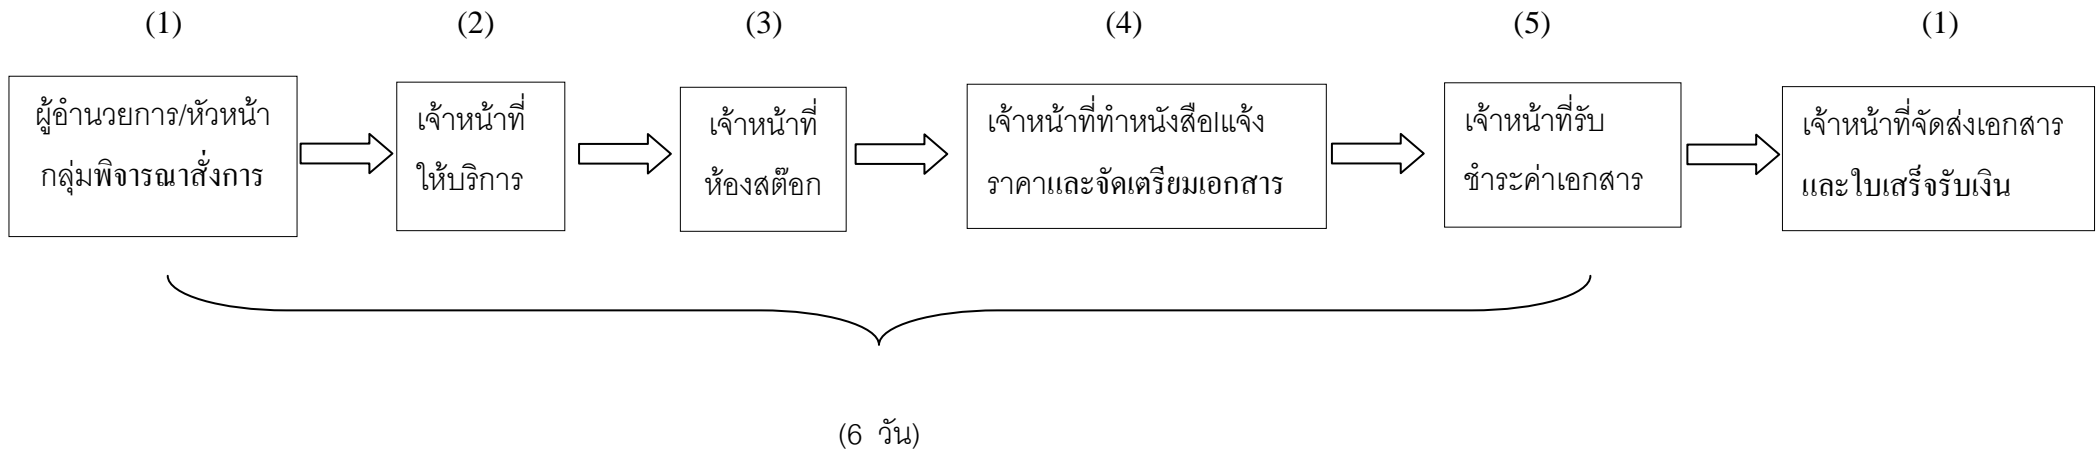 (1) (2) (3) (4) (5) (1)
ผู้อำนวยการ/หัวหน้า
กลุ่มพิจารณาสั่งการ
เจ้าหน้าที่
ให้บริการ
เจ้าหน้าที่
ห้องสต๊อก
เจ้าหน้าที่ทำหนังสือแจ้ง
ราคาและจัดเตรียมเอกสาร
เจ้าหน้าที่รับ
ชำระค่าเอกสาร
เจ้าหน้าที่จัดส่งเอกสาร
และใบเสร็จรับเงิน
(6 วัน)